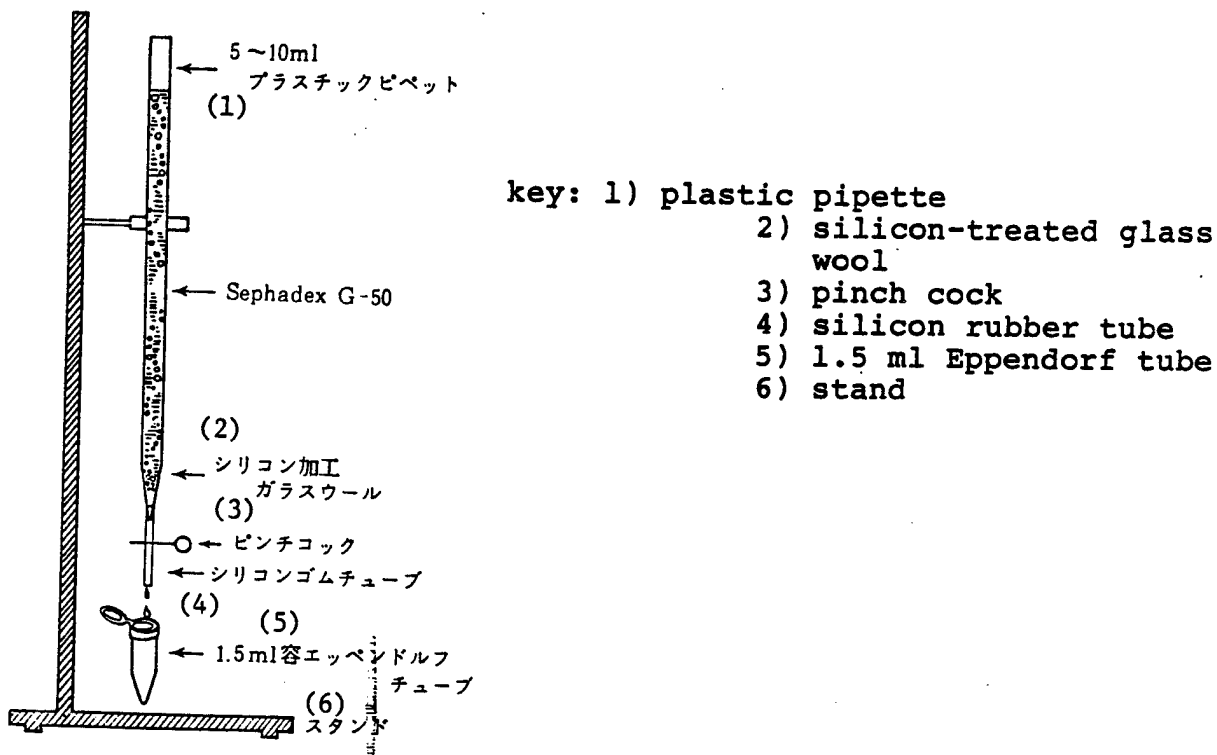 5～10ml
プラスチックピペット
(1)
Sephadex G-50
(2)
シリコン加工
ガラスウール
(3)
ピンチコック
シリコンゴムチューブ
(4)
(5)
1.5ml容エッペンドルフ
チューブ
(6)
スタンド
key: 1) plastic pipette
2) silicon-treated glass
wool
3) pinch cock
4) silicon rubber tube
5) 1.5 ml Eppendorf tube
6) stand